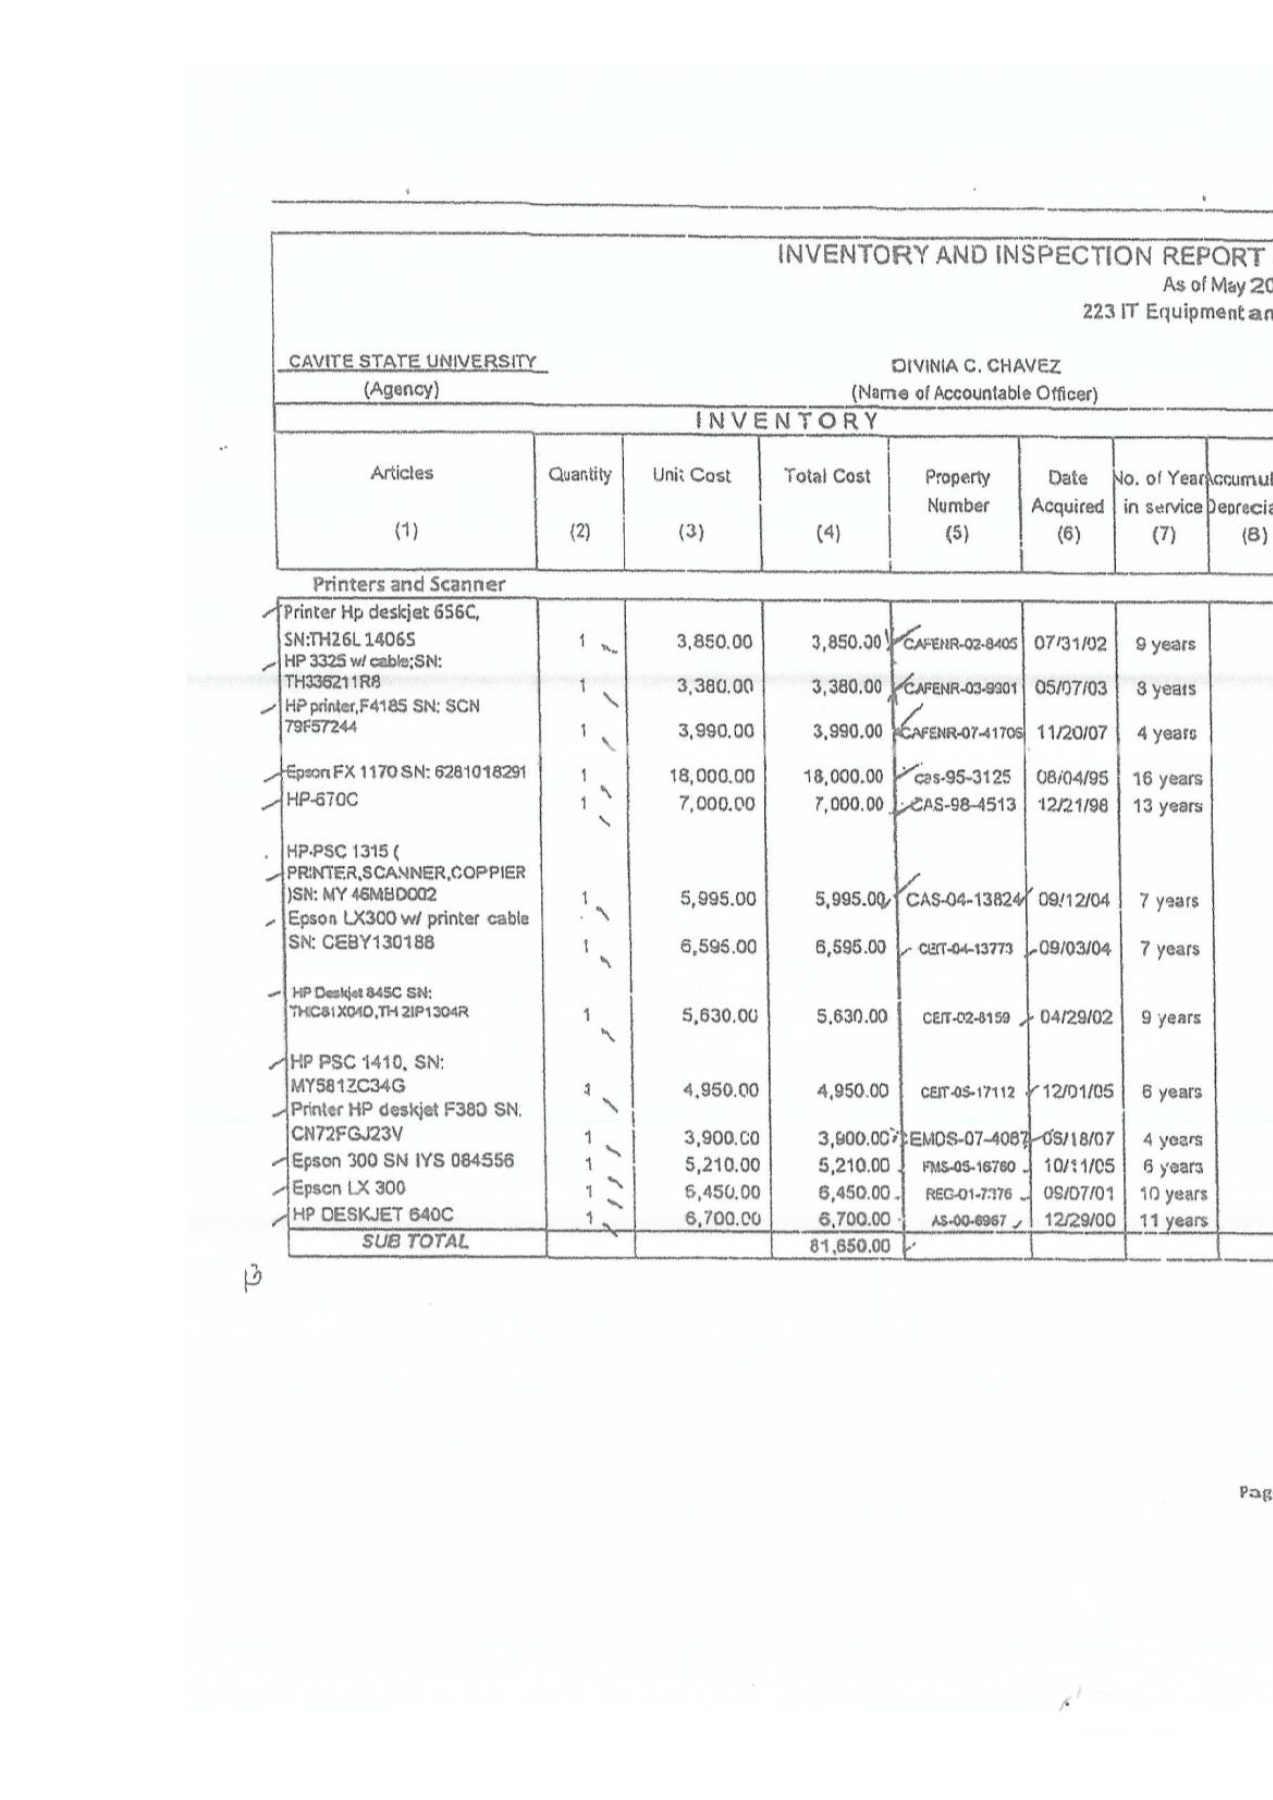 INVENTORY AND INSPECTION REPORT
As of May 20
223 IT Equipment an
CAVITE STATE UNIVERSITY
(Agency)
DIVINIA C. CHAVEZ
(Name of Accountable Officer)
INVENTORY
Articles Quantity Unit Cost Total Cost Property Date No. of Year Accumul
Number Acquired in service Deprecia
(1) (2) (3) (4) (5) (6) (7) (8)
Printers and Scanner
Printer Hp deskjet 656C,
SN:TH26L 1406S 1 3,850.00 3,850.00 CAFENR-02-8405 07/31/02 9 years
HP 3325 w/ cable;SN:
TH336211R8 1 3,380.00 3,380.00 CAFENR-03-9901 05/07/03 8 years
HP printer,F4185 SN: SCN
79F57244 1 3,990.00 3,990.00 CAFENR-07-41706 11/20/07 4 years
Epson FX 1170 SN: 6281018291 1 18,000.00 18,000.00 cas-95-3125 08/04/95 16 years
HP-670C 1 7,000.00 7,000.00 CAS-98-4513 12/21/98 13 years
HP-PSC 1315 (
PRINTER,SCANNER,COPPIER
)SN: MY 46MBD002 1 5,995.00 5,995.00 CAS-04-13824 09/12/04 7 years
Epson LX300 w/ printer cable
SN: CEBY130188 1 6,595.00 6,595.00 CEIT-04-13773 09/03/04 7 years
HP Deskjet 845C SN:
THC81X04D,TH 2IP1304R 1 5,630.00 5,630.00 CEIT-02-8159 04/29/02 9 years
HP PSC 1410, SN:
MY581ZC34G 1 4,950.00 4,950.00 CEIT-05-17112 12/01/05 6 years
Printer HP deskjet F380 SN.
CN72FGJ23V 1 3,900.00 3,900.00 EMDS-07-4087 05/18/07 4 years
Epson 300 SN IYS 084556 1 5,210.00 5,210.00 FMS-05-16760 10/11/05 6 years
Epson LX 300 1 6,450.00 6,450.00 REG-01-7376 09/07/01 10 years
HP DESKJET 640C 1 6,700.00 6,700.00 AS-00-6967 12/29/00 11 years
SUB TOTAL 81,650.00
13
Pag